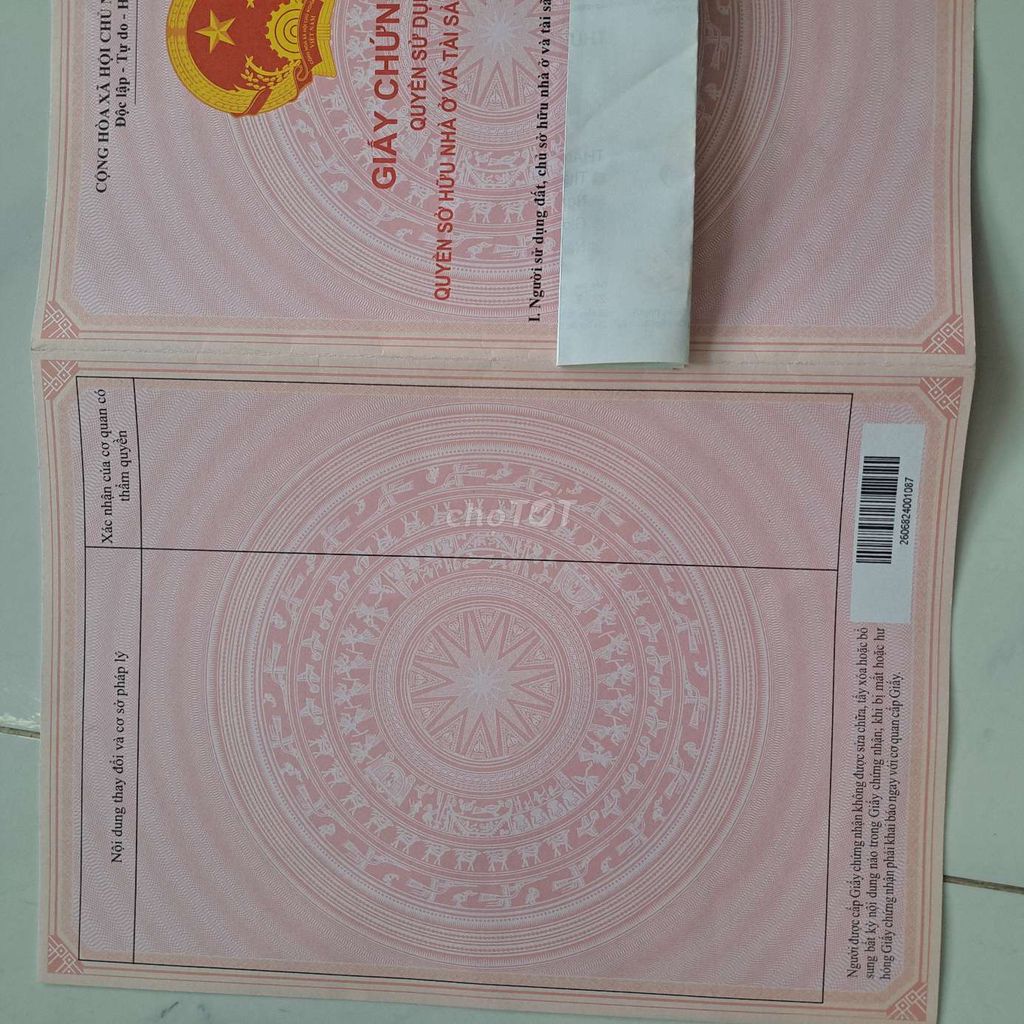 Nội dung thay đổi và cơ sở pháp lý
Xác nhận của cơ quan có
thẩm quyền
Người được cấp Giấy chứng nhận không được sửa chữa, tẩy xóa hoặc bổ
sung bất kỳ nội dung nào trong Giấy chứng nhận; khi bị mất hoặc hư
hỏng Giấy chứng nhận phải khai báo ngay với cơ quan cấp Giấy.
2606824001087
CỘNG HÒA XÃ HỘI CHỦ
Độc lập - Tự do -
GIẤY CHỨN
QUYỀN SỬ DỤN
QUYỀN SỞ HỮU NHÀ Ở VÀ TÀI SẢ
I. Người sử dụng đất, chủ sở hữu nhà ở và tài sả
VIỆT NAM
choTỐT